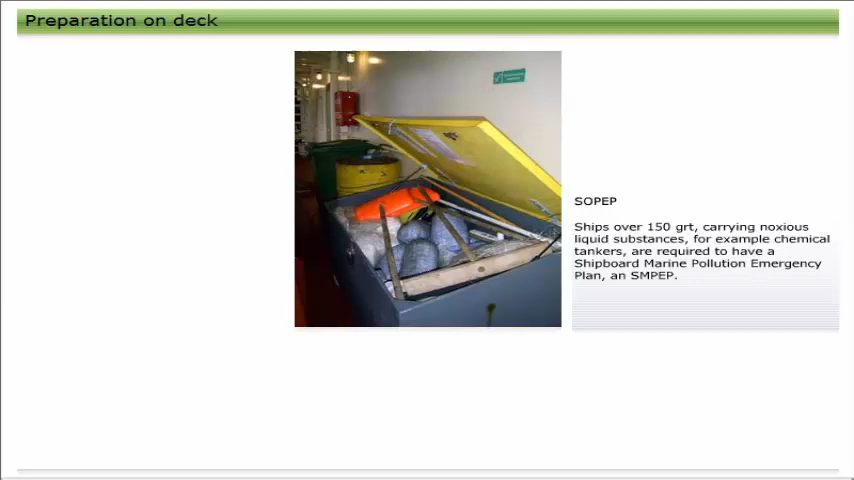 Preparation on deck
SOPEP
Ships over 150 grt, carrying noxious
liquid substances, for example chemical
tankers, are required to have a
Shipboard Marine Pollution Emergency
Plan, an SMPEP.